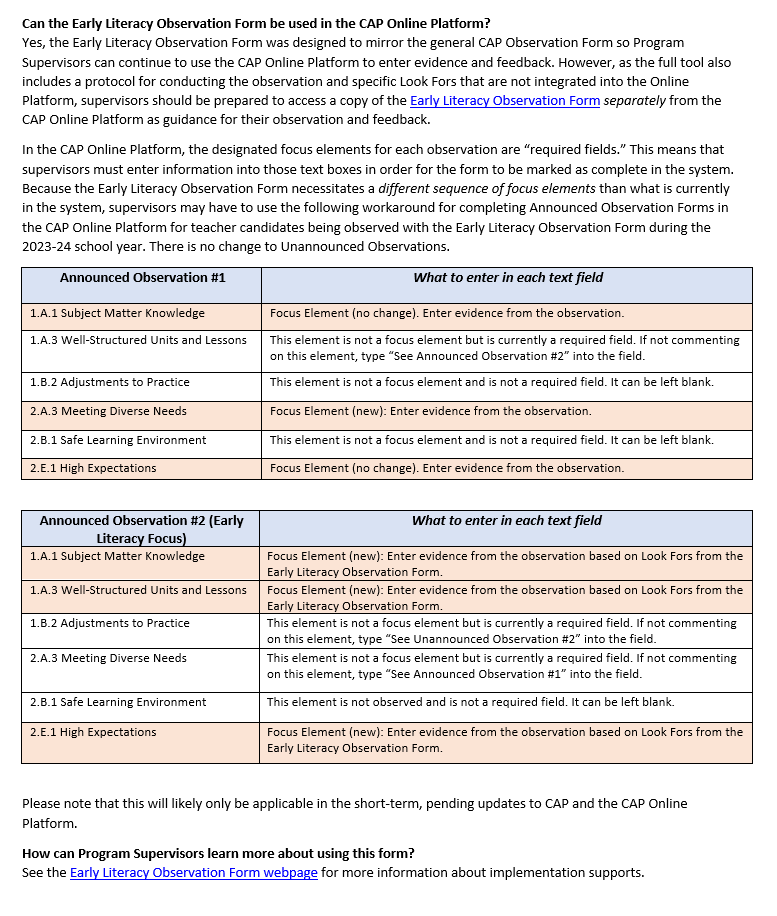 Can the Early Literacy Observation Form be used in the CAP Online Platform?
Yes, the Early Literacy Observation Form was designed to mirror the general CAP Observation Form so Program
Supervisors can continue to use the CAP Online Platform to enter evidence and feedback. However, as the full tool also
includes a protocol for conducting the observation and specific Look Fors that are not integrated into the Online
Platform, supervisors should be prepared to access a copy of the Early Literacy Observation Form separately from the
CAP Online Platform as guidance for their observation and feedback.
In the CAP Online Platform, the designated focus elements for each observation are “required fields.” This means that
supervisors must enter information into those text boxes in order for the form to be marked as complete in the system.
Because the Early Literacy Observation Form necessitates a different sequence of focus elements than what is currently
in the system, supervisors may have to use the following workaround for completing Announced Observation Forms in
the CAP Online Platform for teacher candidates being observed with the Early Literacy Observation Form during the
2023-24 school year. There is no change to Unannounced Observations.
Announced Observation #1
What to enter in each text field
1.A.1 Subject Matter Knowledge
Focus Element (no change). Enter evidence from the observation.
1.A.3 Well-Structured Units and Lessons
This element is not a focus element but is currently a required field. If not commenting
on this element, type “See Announced Observation #2” into the field.
1.B.2 Adjustments to Practice
This element is not a focus element and is not a required field. It can be left blank.
2.A.3 Meeting Diverse Needs
Focus Element (new): Enter evidence from the observation.
2.B.1 Safe Learning Environment
This element is not a focus element and is not a required field. It can be left blank.
2.E.1 High Expectations
Focus Element (no change). Enter evidence from the observation.
Announced Observation #2 (Early
Literacy Focus)
What to enter in each text field
1.A.1 Subject Matter Knowledge
Focus Element (new): Enter evidence from the observation based on Look Fors from the
Early Literacy Observation Form.
1.A.3 Well-Structured Units and Lessons
Focus Element (new): Enter evidence from the observation based on Look Fors from the
Early Literacy Observation Form.
1.B.2 Adjustments to Practice
This element is not a focus element but is currently a required field. If not commenting
on this element, type “See Unannounced Observation #2” into the field.
2.A.3 Meeting Diverse Needs
This element is not a focus element but is currently a required field. If not commenting
on this element, type “See Announced Observation #1” into the field.
2.B.1 Safe Learning Environment
This element is not observed and is not a required field. It can be left blank.
2.E.1 High Expectations
Focus Element (new): Enter evidence from the observation based on Look Fors from the
Early Literacy Observation Form.
Please note that this will likely only be applicable in the short-term, pending updates to CAP and the CAP Online
Platform.
How can Program Supervisors learn more about using this form?
See the Early Literacy Observation Form webpage for more information about implementation supports.